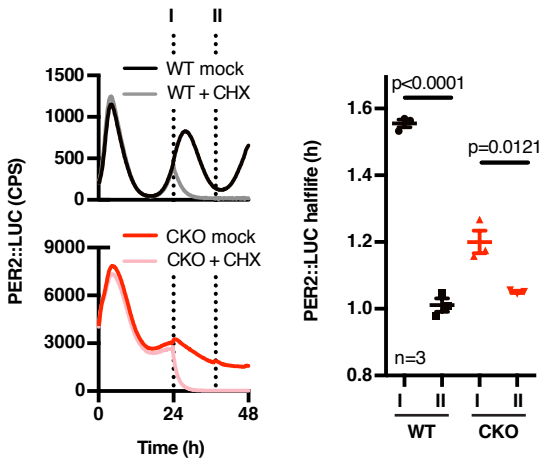 I II
WT mock
WT + CHX
1500
1000
500
0
PER2::LUC (CPS)
CKO mock
CKO + CHX
9000
6000
3000
0
0 24 48
Time (h)
p<0.0001
p=0.0121
1.6
1.4
1.2
1.0
0.8
PER2::LUC halflife (h)
n=3
I II I II
WT CKO